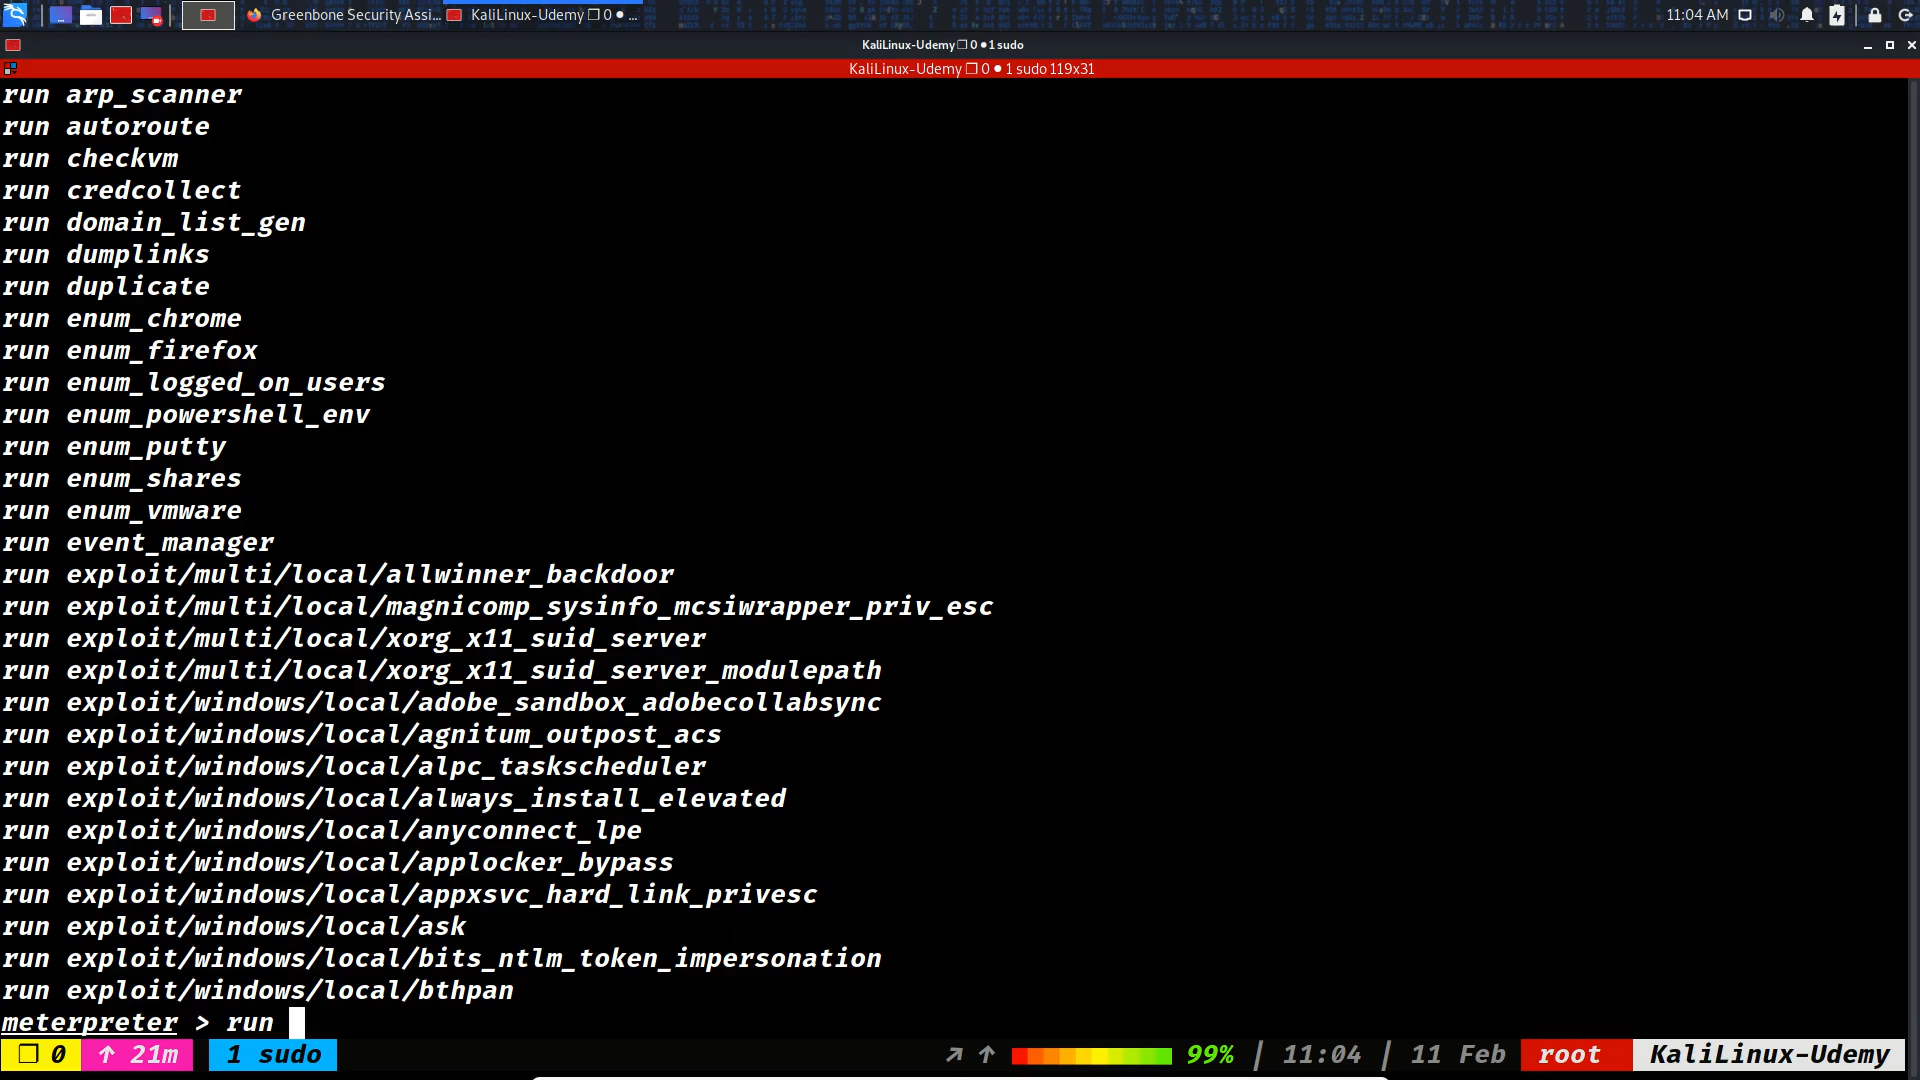 Greenbone Security Assi...
KaliLinux-Udemy ❐ 0 ● ...
11:04 AM
KaliLinux-Udemy ❐ 0 ● 1 sudo
KaliLinux-Udemy ❐ 0 ● 1 sudo 119x31
run arp_scanner
run autoroute
run checkvm
run credcollect
run domain_list_gen
run dumplinks
run duplicate
run enum_chrome
run enum_firefox
run enum_logged_on_users
run enum_powershell_env
run enum_putty
run enum_shares
run enum_vmware
run event_manager
run exploit/multi/local/allwinner_backdoor
run exploit/multi/local/magnicomp_sysinfo_mcsiwrapper_priv_esc
run exploit/multi/local/xorg_x11_suid_server
run exploit/multi/local/xorg_x11_suid_server_modulepath
run exploit/windows/local/adobe_sandbox_adobecollabsync
run exploit/windows/local/agnitum_outpost_acs
run exploit/windows/local/alpc_taskscheduler
run exploit/windows/local/always_install_elevated
run exploit/windows/local/anyconnect_lpe
run exploit/windows/local/applocker_bypass
run exploit/windows/local/appxsvc_hard_link_privesc
run exploit/windows/local/ask
run exploit/windows/local/bits_ntlm_token_impersonation
run exploit/windows/local/bthpan
meterpreter > run
❐ 0 ↑ 21m 1 sudo ↗ ↑ 99% | 11:04 | 11 Feb root KaliLinux-Udemy